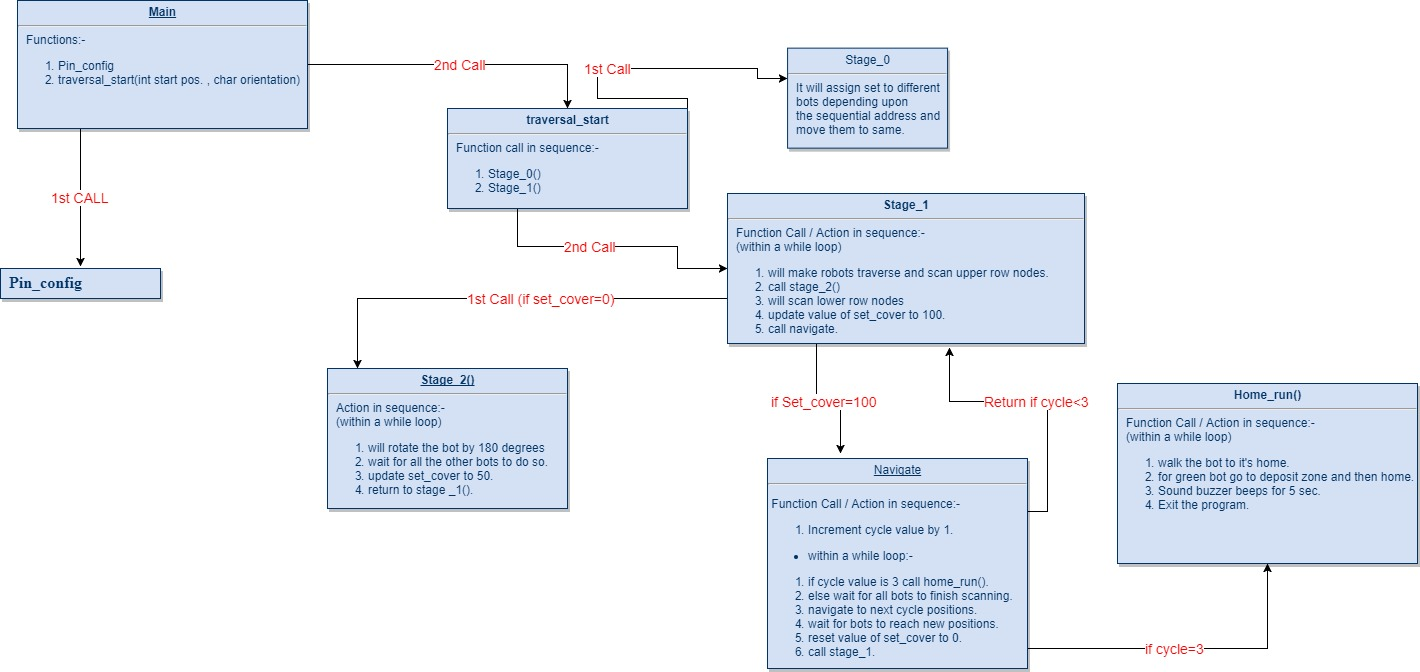 Main
Functions:-
1. Pin_config
2. traversal_start(int start pos. , char orientation)
2nd Call
1st Call
Stage_0
It will assign set to different
bots depending upon
the sequential address and
move them to same.
traversal_start
Function call in sequence:-
1. Stage_0()
2. Stage_1()
1st CALL
Pin_config
2nd Call
Stage_1
Function Call / Action in sequence:-
(within a while loop)
1. will make robots traverse and scan upper row nodes.
2. call stage_2()
3. will scan lower row nodes
4. update value of set_cover to 100.
5. call navigate.
1st Call (if set_cover=0)
Stage_2()
Action in sequence:-
(within a while loop)
1. will rotate the bot by 180 degrees
2. wait for all the other bots to do so.
3. update set_cover to 50.
4. return to stage _1().
if Set_cover=100
Return if cycle<3
Navigate
Function Call / Action in sequence:-
1. Increment cycle value by 1.
• within a while loop:-
1. if cycle value is 3 call home_run().
2. else wait for all bots to finish scanning.
3. navigate to next cycle positions.
4. wait for bots to reach new positions.
5. reset value of set_cover to 0.
6. call stage_1.
Home_run()
Function Call / Action in sequence:-
(within a while loop)
1. walk the bot to it's home.
2. for green bot go to deposit zone and then home.
3. Sound buzzer beeps for 5 sec.
4. Exit the program.
if cycle=3